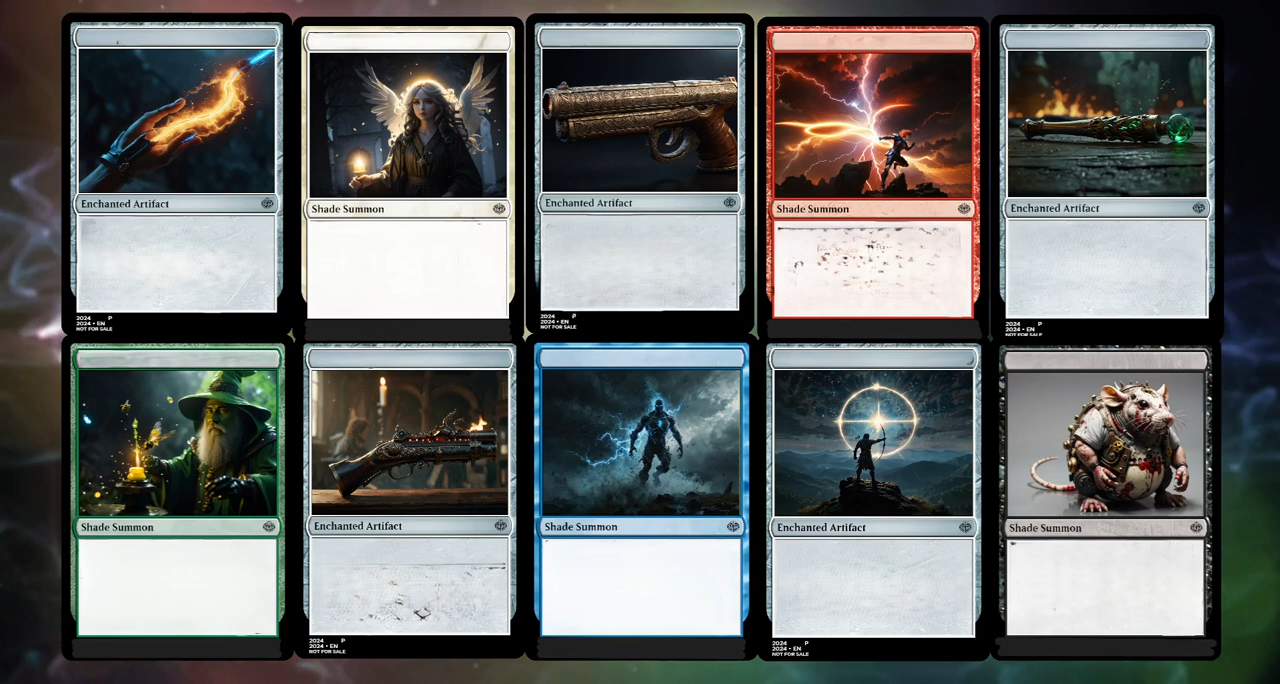 Enchanted Artifact
2024 P
2024 • EN
NOT FOR SALE
Shade Summon
Enchanted Artifact
2024 P
2024 • EN
NOT FOR SALE
Shade Summon
Enchanted Artifact
2024 P
2024 • EN
NOT FOR SALE
Shade Summon
Enchanted Artifact
2024 P
2024 • EN
NOT FOR SALE
Shade Summon
Enchanted Artifact
2024 P
2024 • EN
NOT FOR SALE
Shade Summon